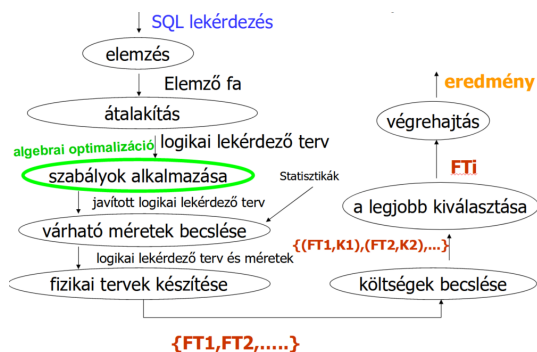 SQL lekérdezés
elemzés
Elemző fa
átalakítás
algebrai optimalizáció
logikai lekérdező terv
szabályok alkalmazása
Statisztikák
javított logikai lekérdező terv
várható méretek becslése
logikai lekérdező terv és méretek
fizikai tervek készítése
{FT1,FT2,.....}
költségek becslése
{(FT1,K1),(FT2,K2),...}
a legjobb kiválasztása
FTi
végrehajtás
eredmény